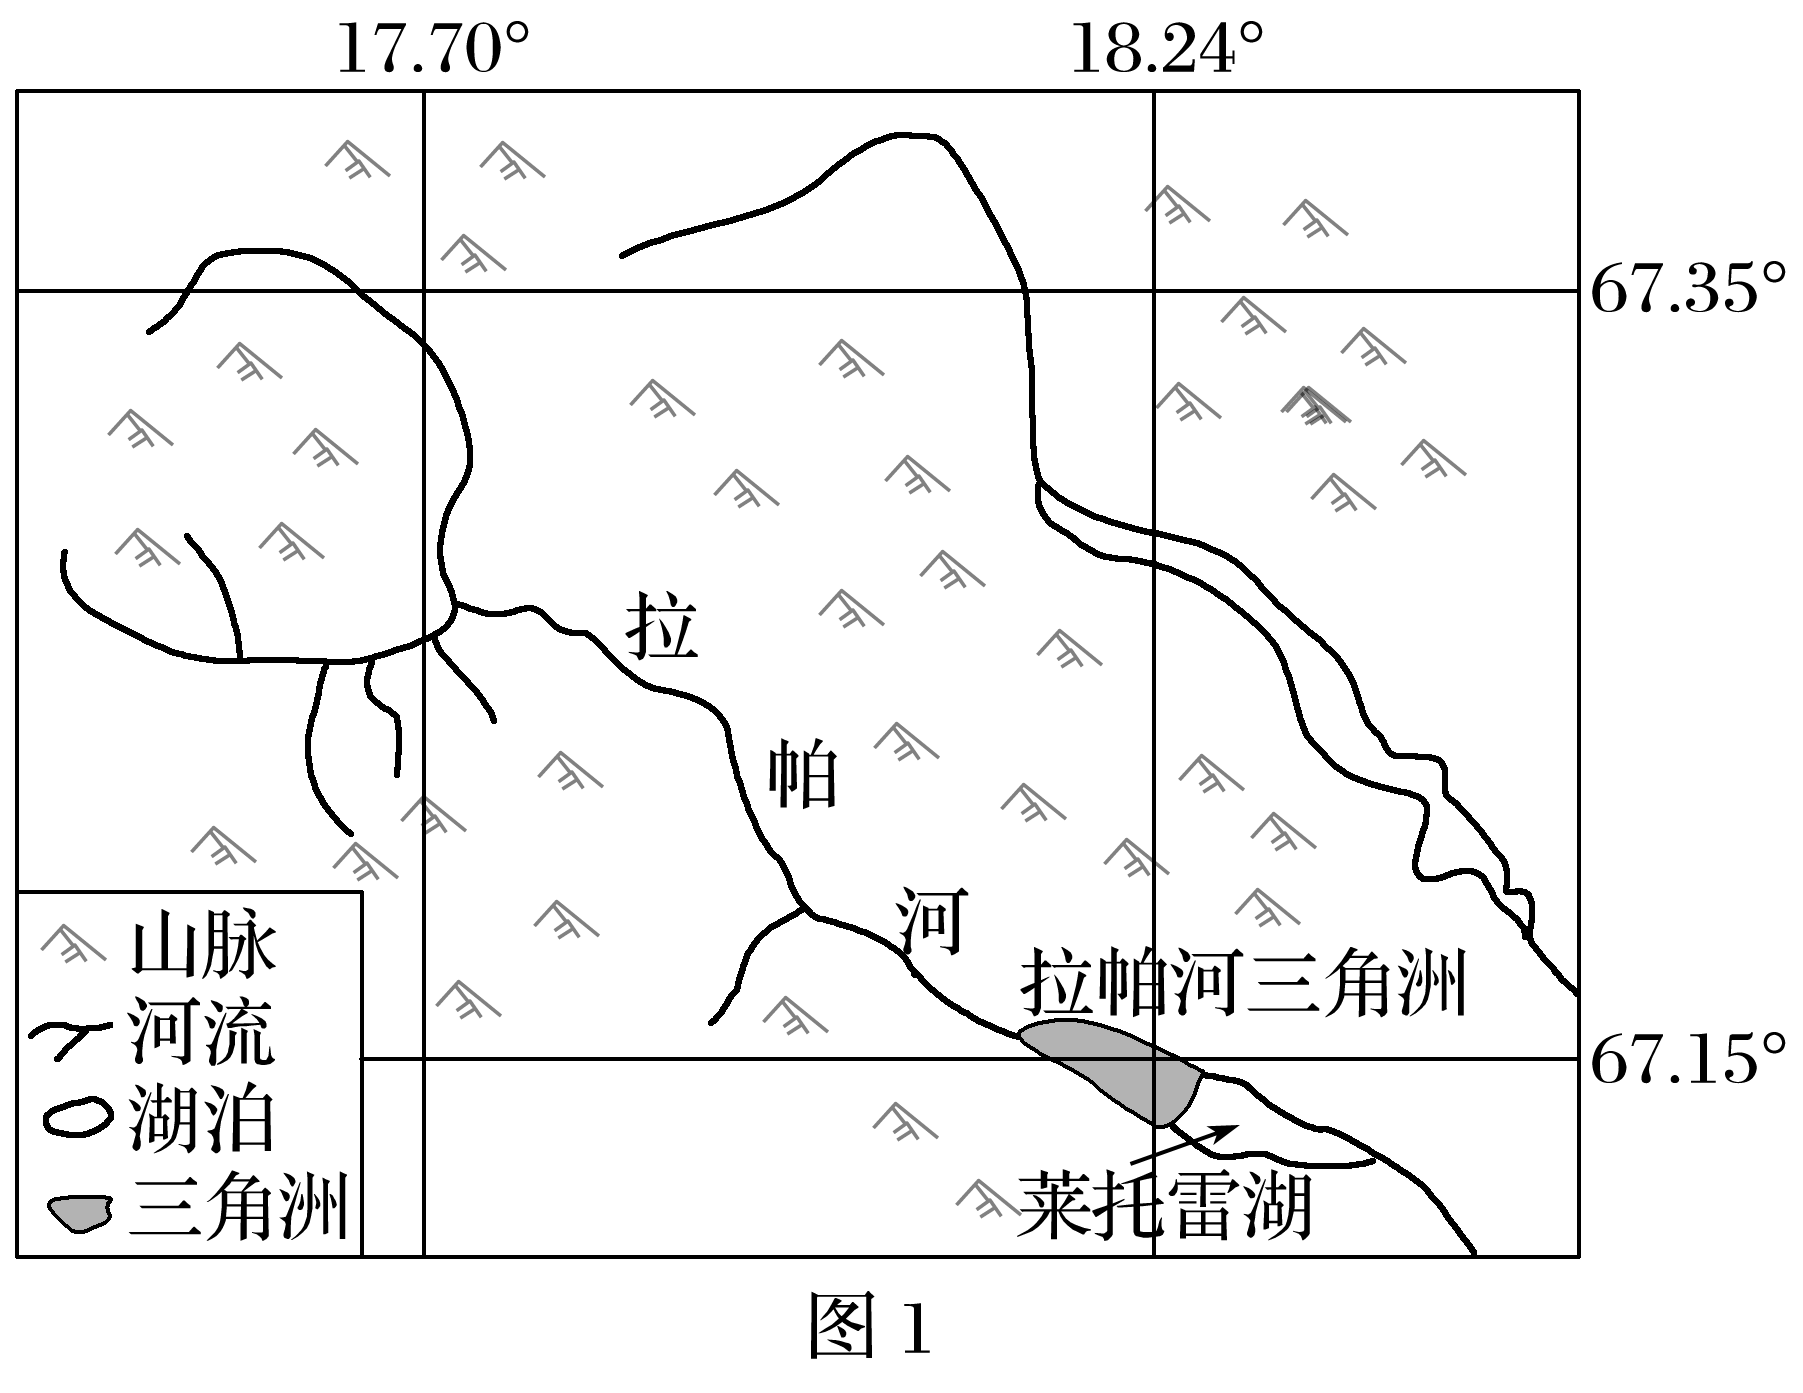 17.70°
18.24°
67.35°
拉
帕
河
拉帕河三角洲
67.15°
莱托雷湖
山脉
河流
湖泊
三角洲
图 1